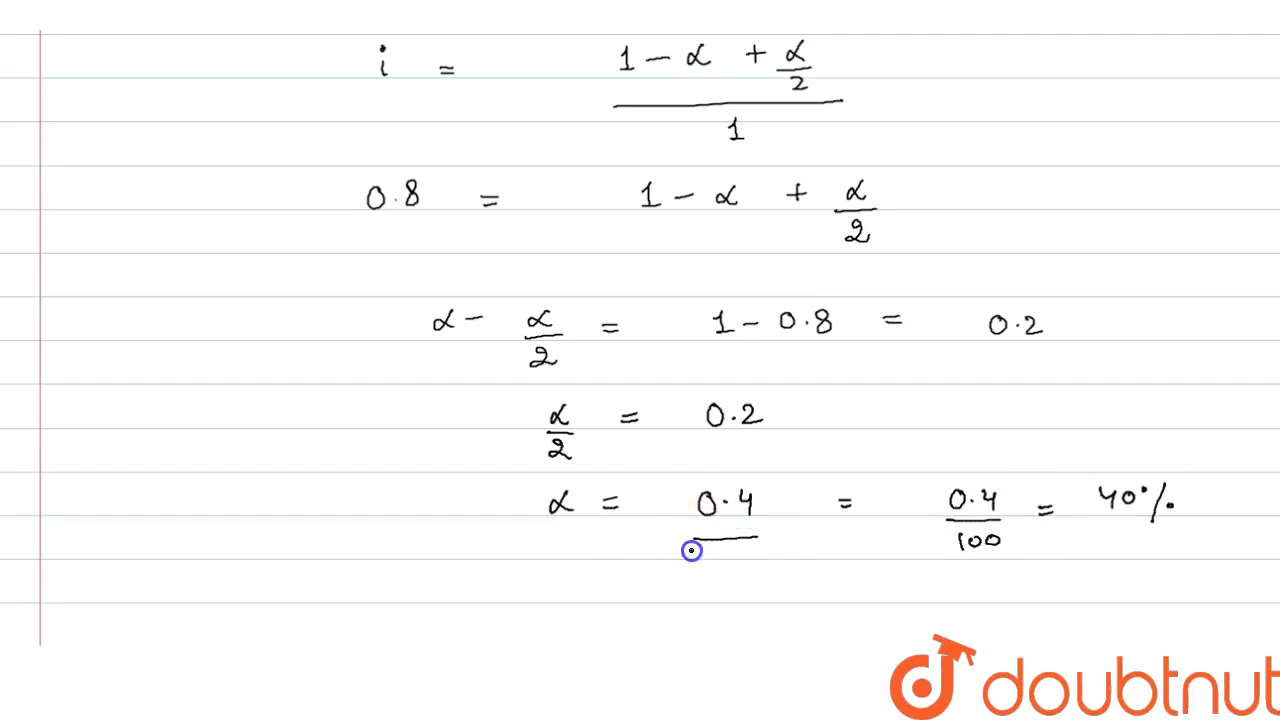 i = (1 - α + α/2)/1
0.8 = 1 - α + α/2
α - α/2 = 1 - 0.8 = 0.2
α/2 = 0.2
α = 0.4 = 0.4/100 = 40%
doubtnut